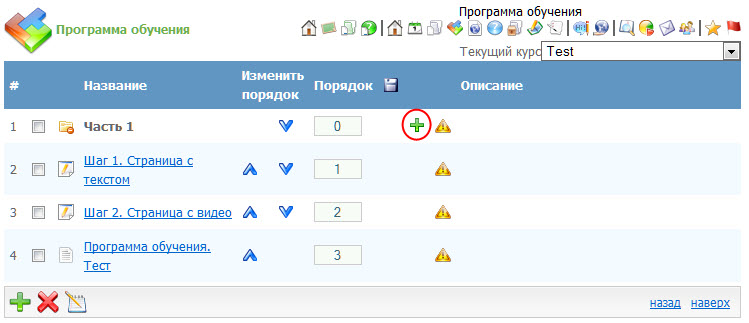 Программа обучения
Программа обучения
Текущий курс Test
# Название Изменить порядок Порядок Описание
1 Часть 1 0
2 Шаг 1. Страница с 1
текстом
3 Шаг 2. Страница с видео 2
4 Программа обучения. 3
Тест
назад наверх